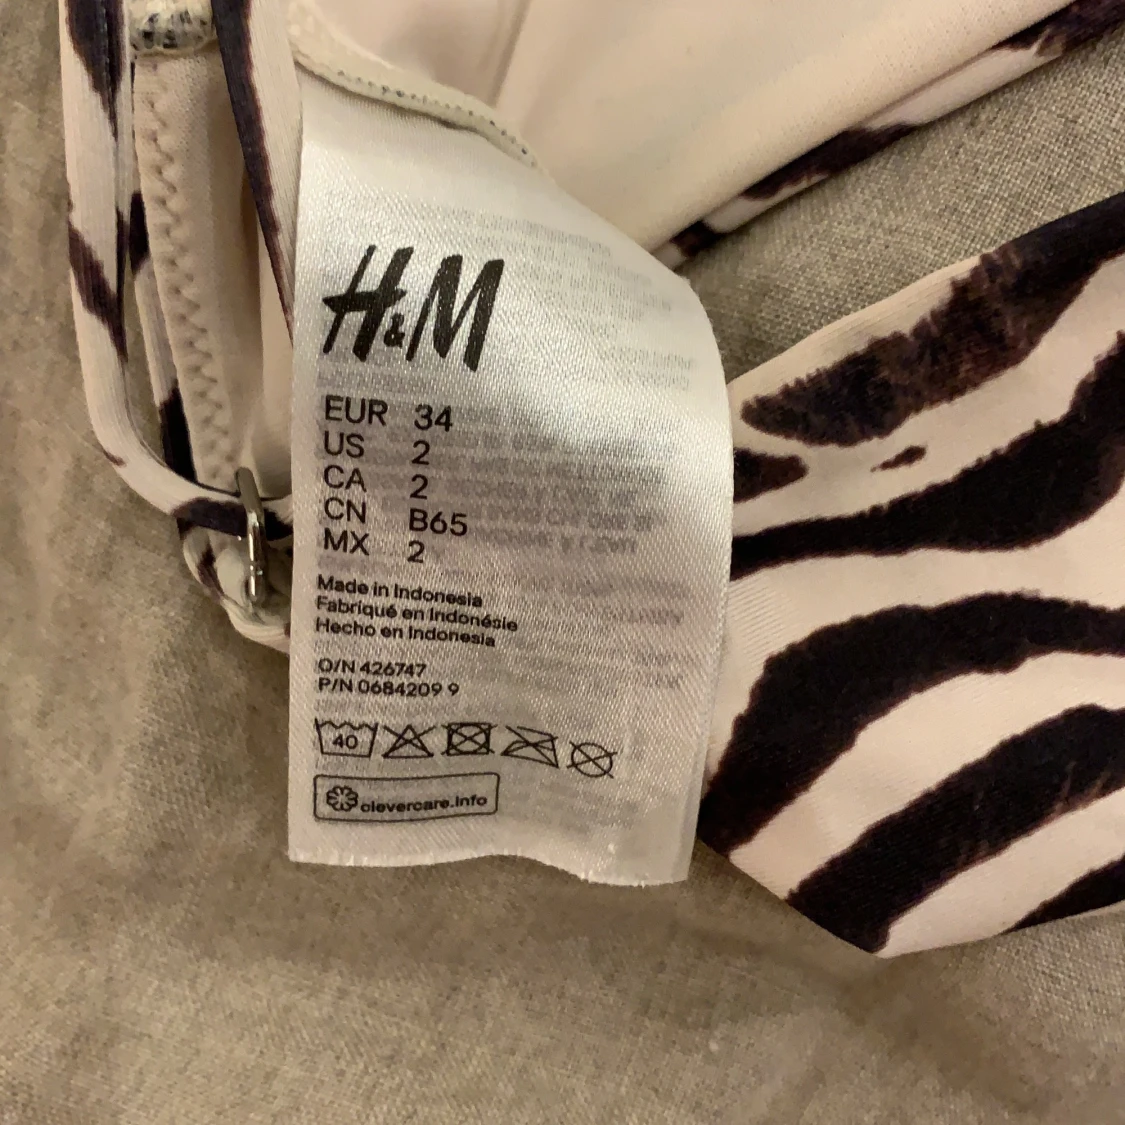 H&M
EUR 34
US 2
CA 2
CN B65
MX 2
Made in Indonesia
Fabriqué en Indonésie
Hecho en Indonesia
O/N 426747
P/N 0684209 9
40
clevercare.info